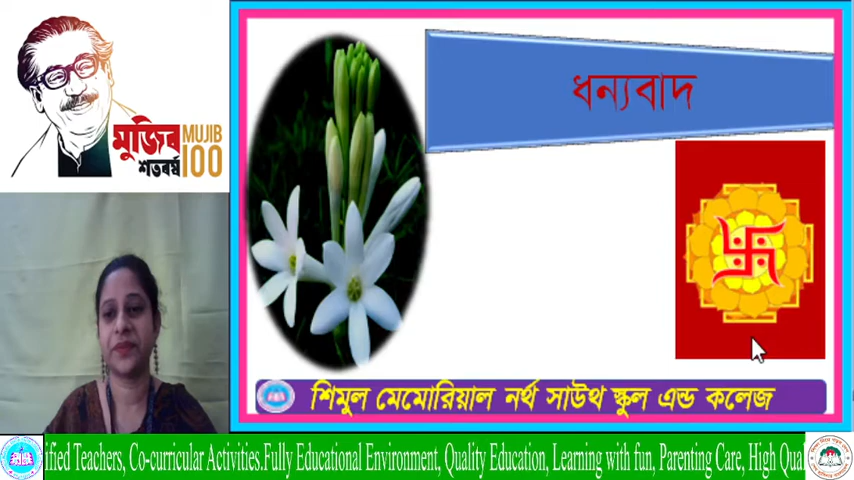 মুজিব
শতবর্ষ
MUJIB
100
ধন্যবাদ
শিমুল মেমোরিয়াল নর্থ সাউথ স্কুল এন্ড কলেজ
ified Teachers, Co-curricular Activities.Fully Educational Environment, Quality Education, Learning with fun, Parenting Care, High Qua